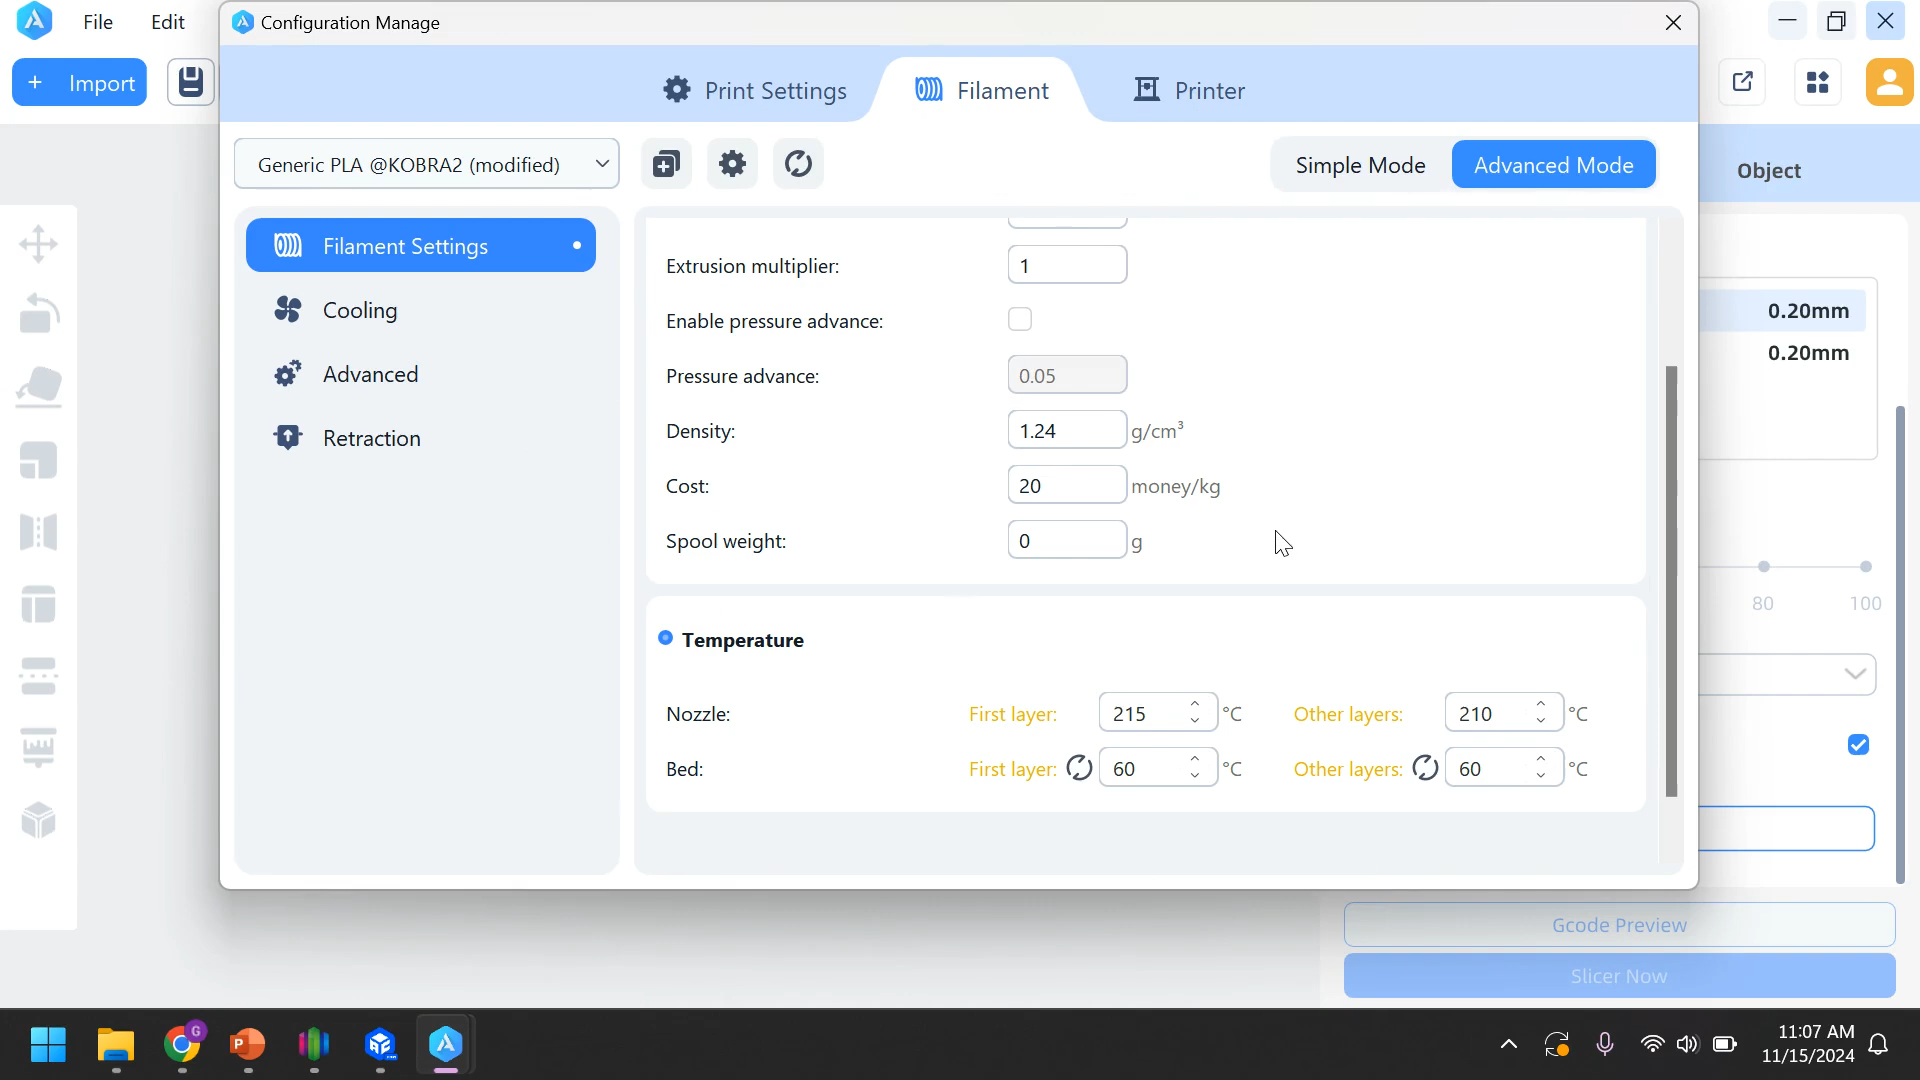 File Edit
Configuration Manage
+ Import
Print Settings
Filament
Printer
Generic PLA @KOBRA2 (modified)
Simple Mode
Advanced Mode
Object
Filament Settings
Cooling
Advanced
Retraction
Extrusion multiplier: 1
Enable pressure advance:
Pressure advance: 0.05
Density: 1.24 g/cm³
Cost: 20 money/kg
Spool weight: 0 g
0.20mm
0.20mm
80 100
Temperature
Nozzle: First layer: 215 °C Other layers: 210 °C
Bed: First layer: 60 °C Other layers: 60 °C
Gcode Preview
Slicer Now
G
P
11:07 AM
11/15/2024